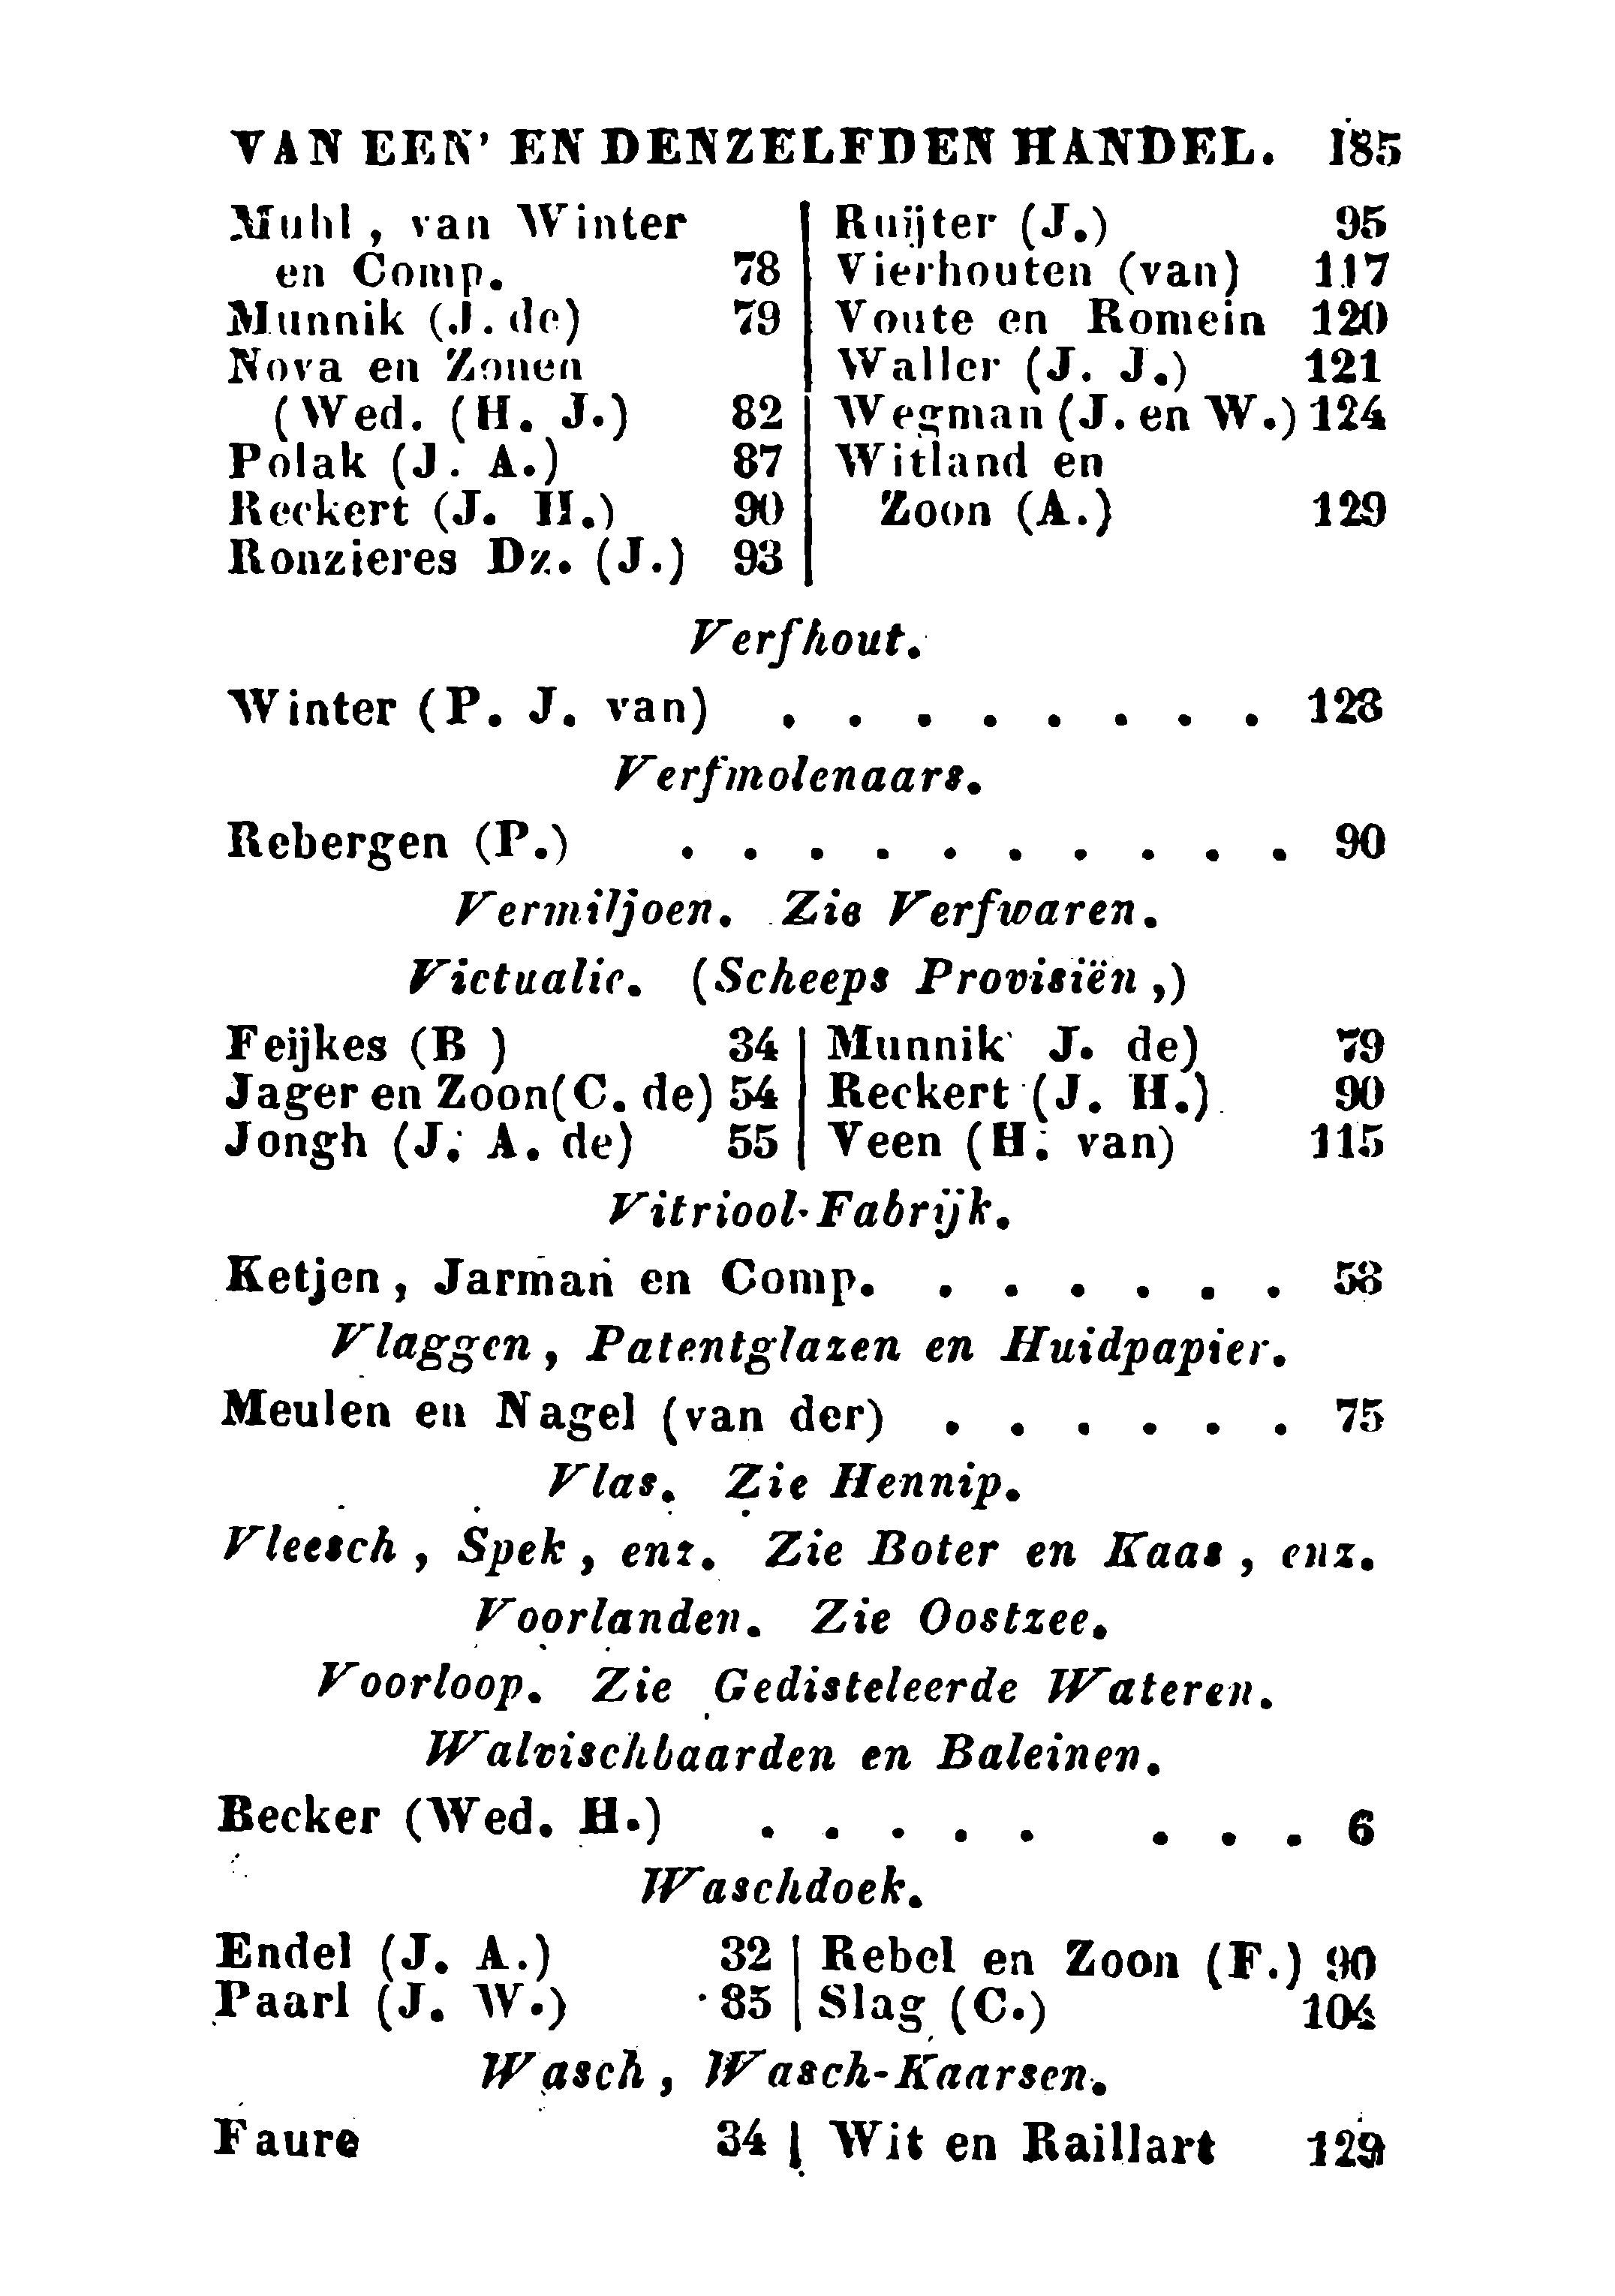 VAN EEN' EN DENZELFDEN HANDEL. 185
Muhl, van Winter
en Comp. 78
Munnik (J. de) 79
Nova en Zonen
(Wed. (H. J.) 82
Polak (J. A.) 87
Reckert (J. H.) 90
Ronzieres Dz. (J.) 93
Ruijter (J.) 95
Vierhouten (van) 117
Voute en Romein 120
Waller (J. J.) 121
Wegman (J. en W.) 124
Witland en
Zoon (A.) 129
Verfhout.
Winter (P. J. van) . . . . . . . . 128
Verfmolenaars.
Rebergen (P.) . . . . . . . . . . 90
Vermiljoen. Zie Verfwaren.
Victualie. (Scheeps Provisiën,)
Feijkes (B ) 34
Jager en Zoon (C. de) 54
Jongh (J. A. de) 55
Munnik J. de) 79
Reckert (J. H.) 90
Veen (H. van) 115
Vitriool-Fabrijk.
Ketjen, Jarman en Comp. . . . . . . 58
Vlaggen, Patentglazen en Huidpapier.
Meulen en Nagel (van der) . . . . . . 75
Vlas. Zie Hennip.
Vleesch, Spek, enz. Zie Boter en Kaas, enz.
Voorlanden. Zie Oostzee.
Voorloop. Zie Gedisteleerde Wateren.
Walvischbaarden en Baleinen.
Becker (Wed. H.) . . . . . . . . 6
Waschdoek.
Endel (J. A.) 32
Paarl (J. W.) 85
Rebel en Zoon (F.) 90
Slag (C.) 104
Wasch, Wasch-Kaarsen.
Faure 34
Wit en Raillart 129